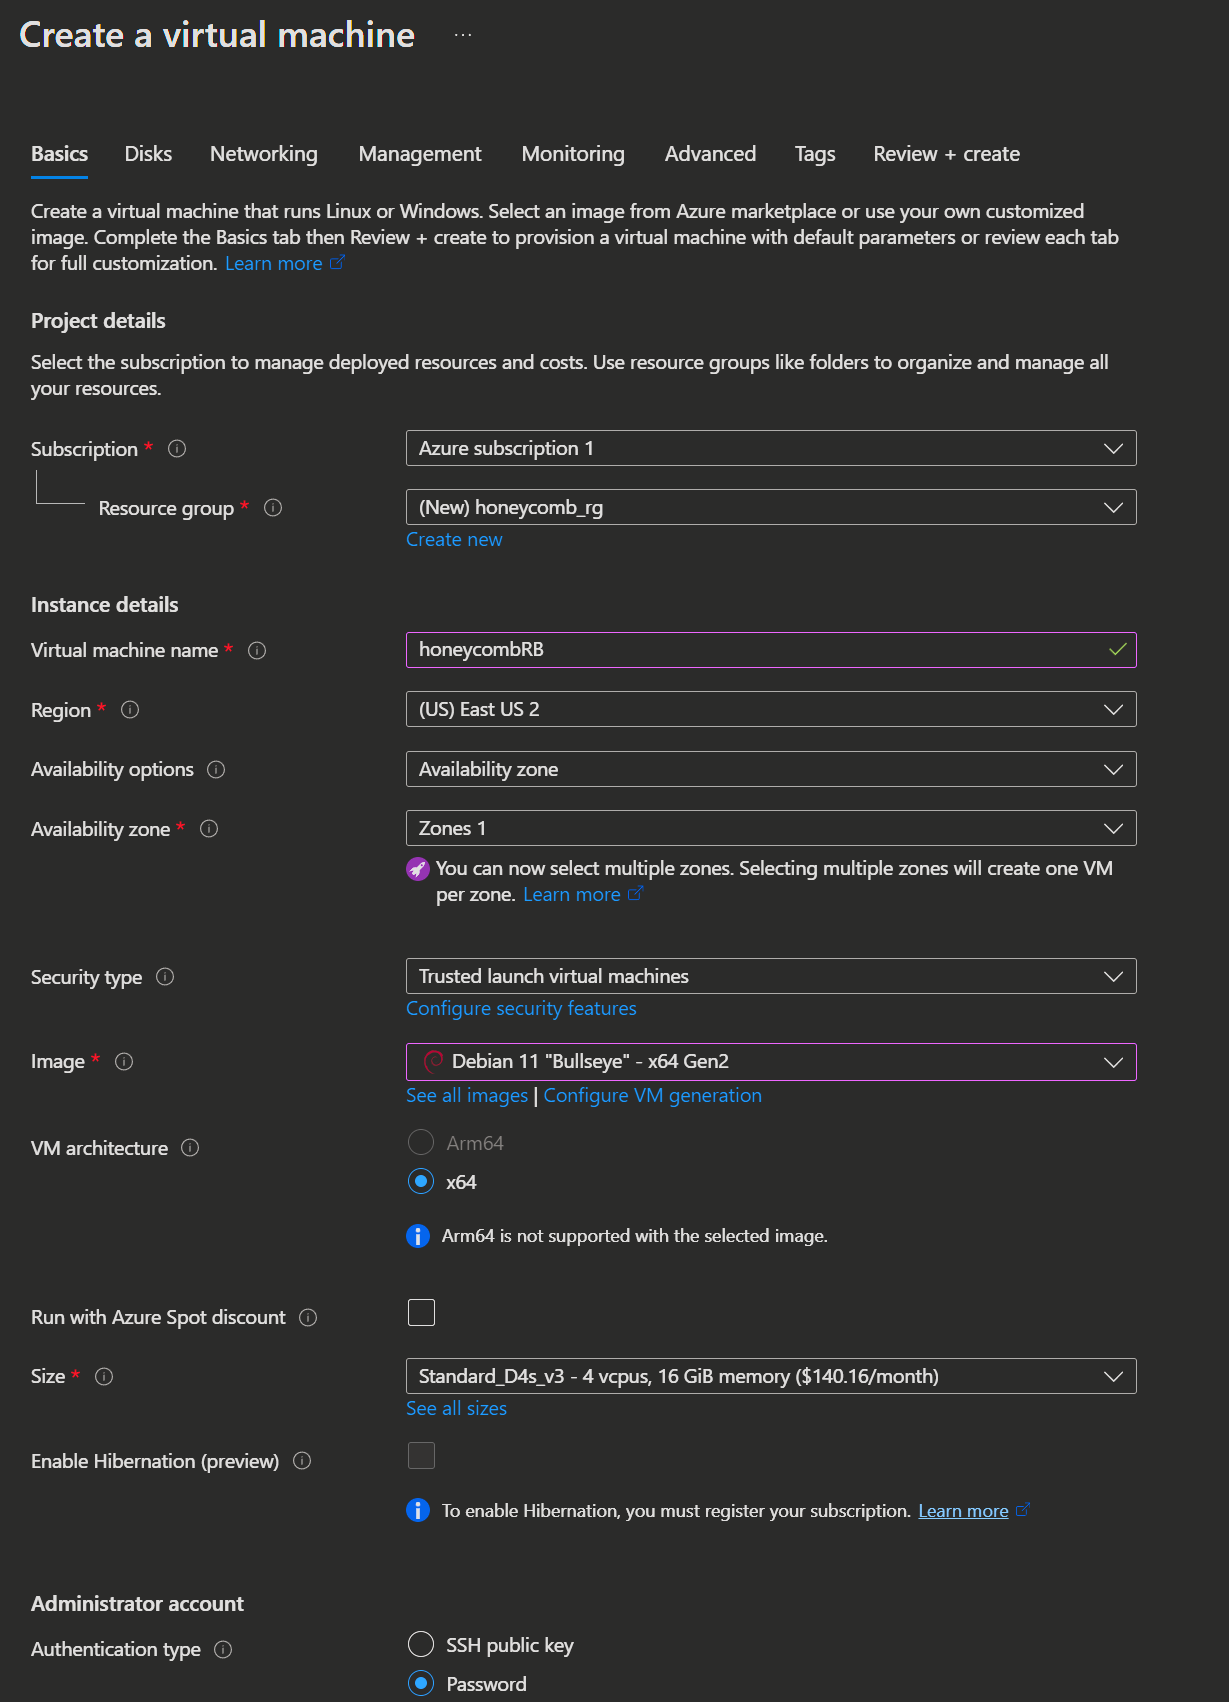 Create a virtual machine ...
Basics Disks Networking Management Monitoring Advanced Tags Review + create
Create a virtual machine that runs Linux or Windows. Select an image from Azure marketplace or use your own customized
image. Complete the Basics tab then Review + create to provision a virtual machine with default parameters or review each tab
for full customization. Learn more
Project details
Select the subscription to manage deployed resources and costs. Use resource groups like folders to organize and manage all
your resources.
Subscription * Azure subscription 1
Resource group * (New) honeycomb_rg
Create new
Instance details
Virtual machine name * honeycombRB
Region * (US) East US 2
Availability options Availability zone
Availability zone * Zones 1
You can now select multiple zones. Selecting multiple zones will create one VM
per zone. Learn more
Security type Trusted launch virtual machines
Configure security features
Image * Debian 11 "Bullseye" - x64 Gen2
See all images | Configure VM generation
VM architecture Arm64
x64
Arm64 is not supported with the selected image.
Run with Azure Spot discount
Size * Standard_D4s_v3 - 4 vcpus, 16 GiB memory ($140.16/month)
See all sizes
Enable Hibernation (preview)
To enable Hibernation, you must register your subscription. Learn more
Administrator account
Authentication type SSH public key
Password